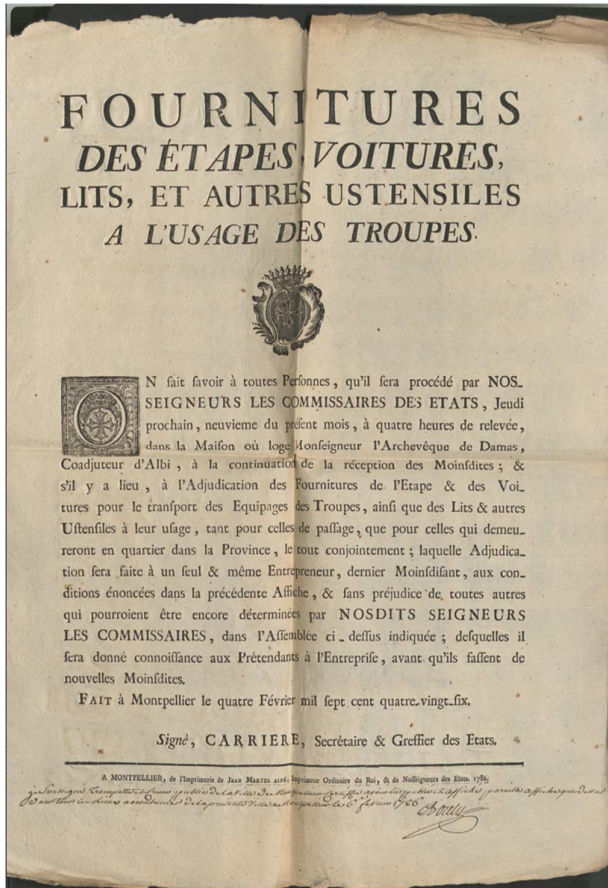 FOURNITURES
DES ÉTAPES, VOITURES,
LITS, ET AUTRES USTENSILES
A L'USAGE DES TROUPES.
ON ſait ſavoir à toutes Perſonnes, qu'il ſera procédé par NOS-
SEIGNEURS LES COMMISSAIRES DES ETATS, Jeudi
prochain, neuvieme du préſent mois, à quatre heures de relevée,
dans la Maiſon où loge Monſeigneur l'Archevêque de Damas,
Coadjuteur d'Albi, à la continuation de la réception des Moinſdites; &
s'il y a lieu, à l'Adjudication des Fournitures de l'Etape & des Voi-
tures pour le tranſport des Equipages des Troupes, ainſi que des Lits & autres
Uſtenſiles à leur uſage, tant pour celles de paſſage, que pour celles qui demeu-
reront en quartier dans la Province, le tout conjointement; laquelle Adjudica-
tion ſera faite à un ſeul & même Entrepreneur, dernier Moinſdiſant, aux con-
ditions énoncées dans la précédente Affiche, & ſans préjudice de toutes autres
qui pourroient être encore déterminées par NOSDITS SEIGNEURS
LES COMMISSAIRES, dans l'Aſſemblée ci-deſſus indiquée; deſquelles il
ſera donné connoiſſance aux Prétendants à l'Entrepriſe, avant qu'ils faſſent de
nouvelles Moinſdites.
FAIT à Montpellier le quatre Février mil ſept cent quatre-vingt-ſix.
Signé, CARRIERE, Secrétaire & Greffier des Etats.
A MONTPELLIER, de l'Imprimerie de JEAN MARTEL AINÉ, Imprimeur Ordinaire du Roi, & de Noſſeigneurs des Etats. 1786.
Trompette
le 6e fevrier 1786